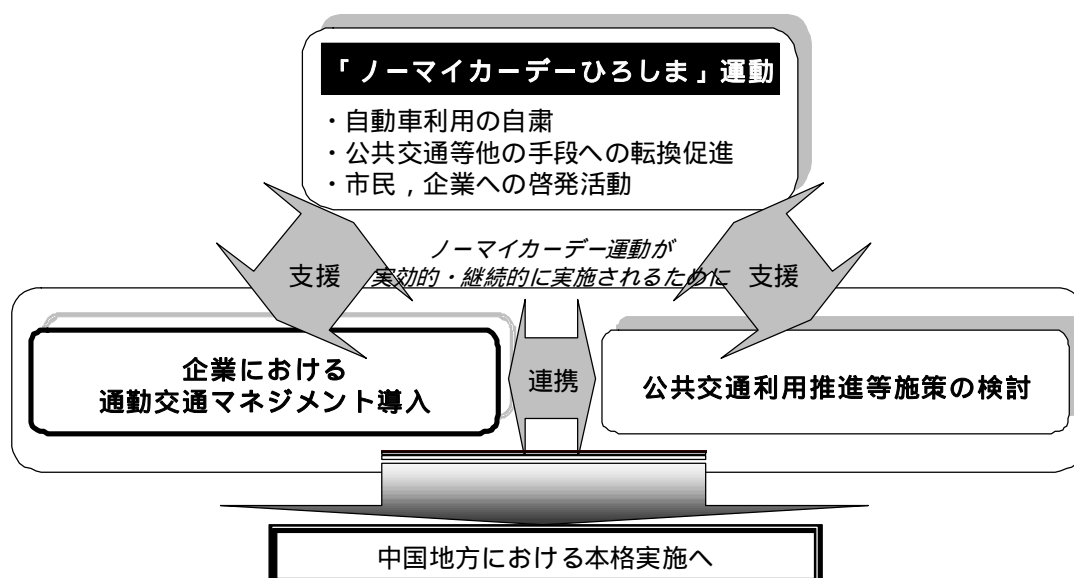 「ノーマイカーデーひろしま」運動
・自動車利用の自粛
・公共交通等他の手段への転換促進
・市民，企業への啓発活動
ノーマイカーデー運動が
実効的・継続的に実施されるために
支援
支援
企業における
通勤交通マネジメント導入
連携
公共交通利用推進等施策の検討
中国地方における本格実施へ